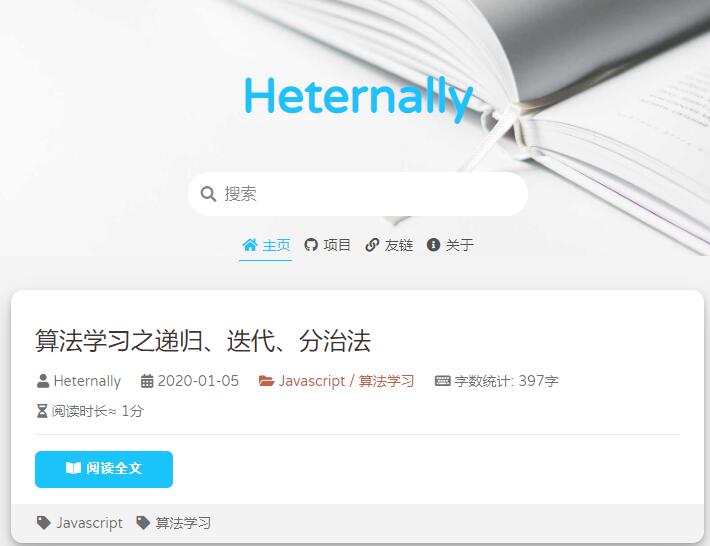 Heternally
搜索
主页 项目 友链 关于
算法学习之递归、迭代、分治法
Heternally 2020-01-05 Javascript / 算法学习 字数统计: 397字
阅读时长≈ 1分
阅读全文
Javascript 算法学习